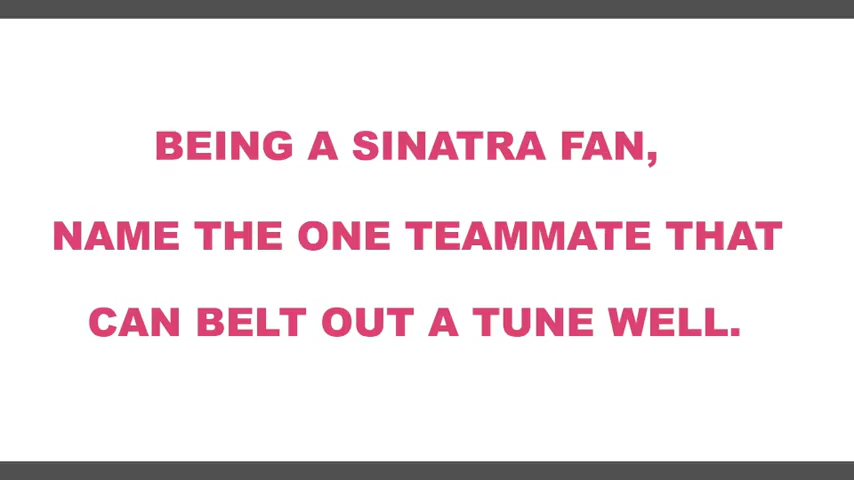 BEING A SINATRA FAN,
NAME THE ONE TEAMMATE THAT
CAN BELT OUT A TUNE WELL.